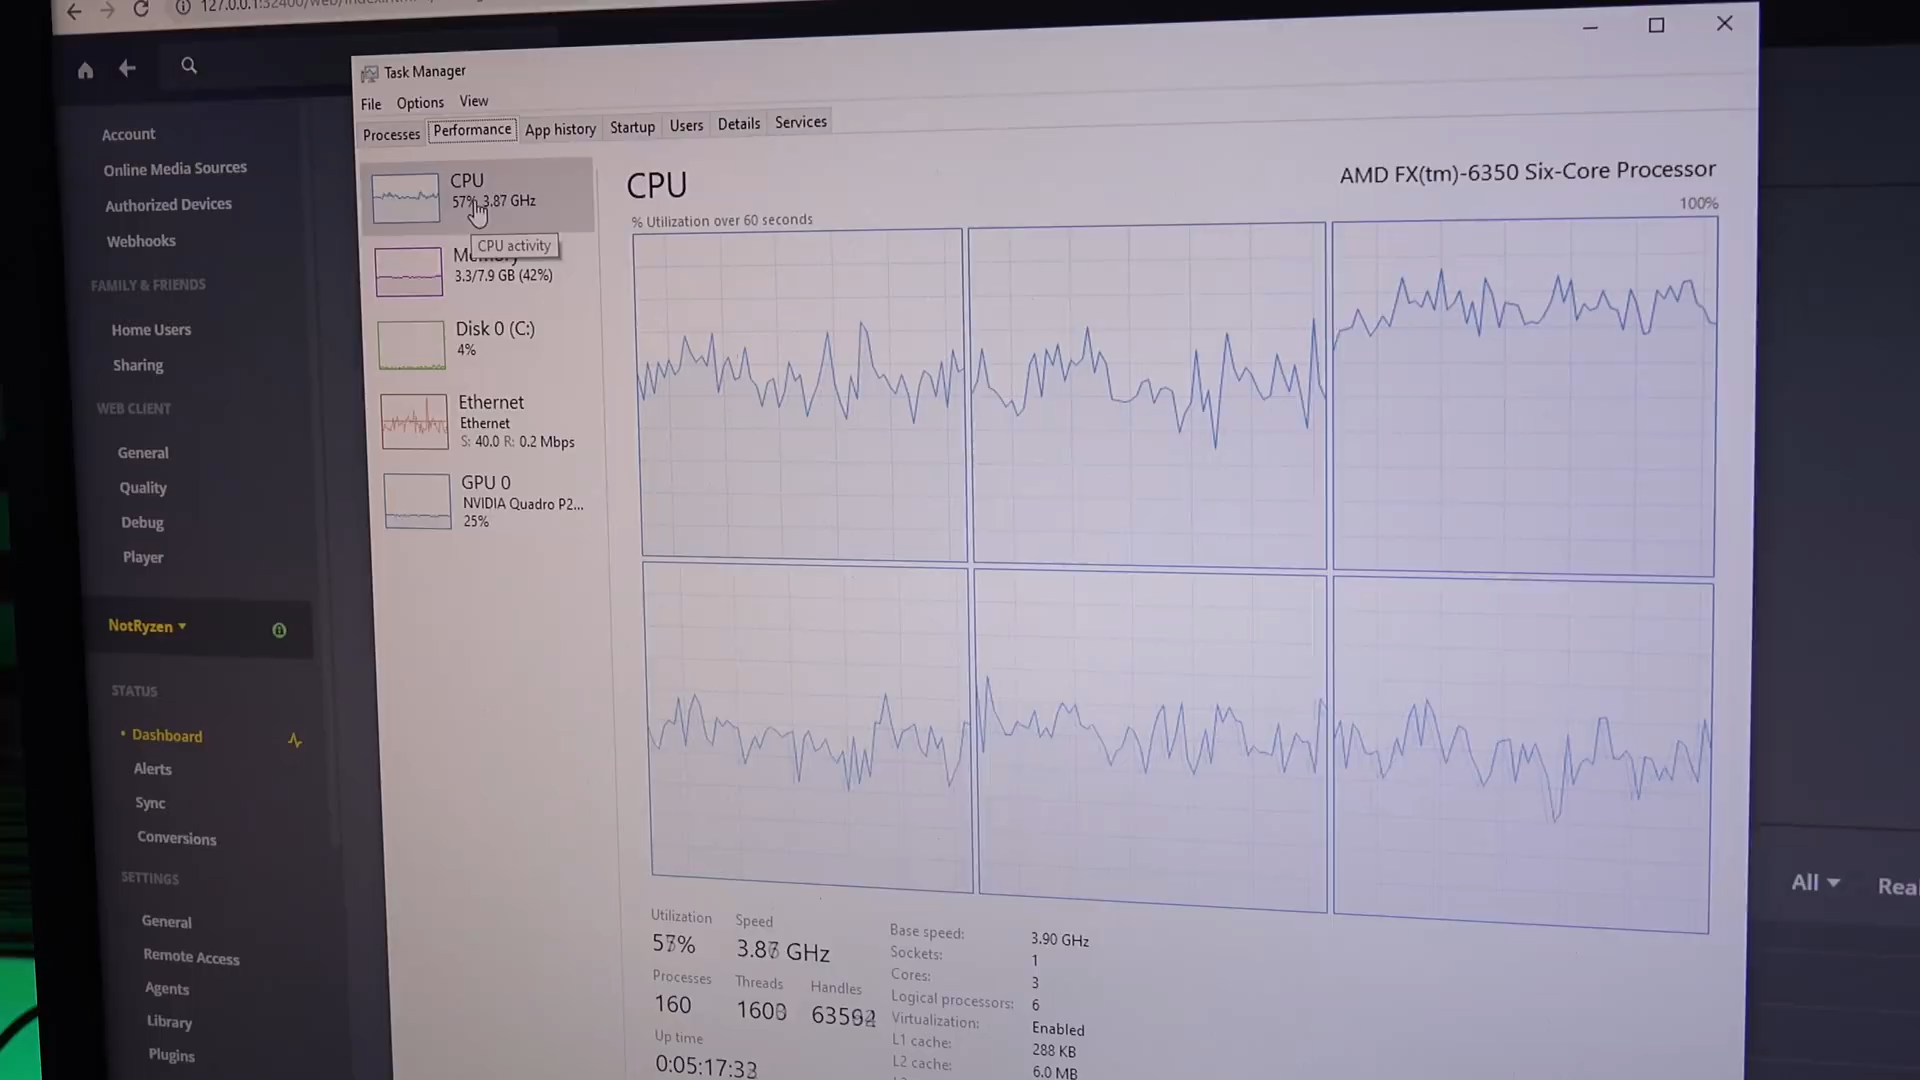 Task Manager
File Options View
Processes Performance App history Startup Users Details Services
Account
Online Media Sources
Authorized Devices
Webhooks
FAMILY & FRIENDS
Home Users
Sharing
WEB CLIENT
General
Quality
Debug
Player
NotRyzen
STATUS
• Dashboard
Alerts
Sync
Conversions
SETTINGS
General
Remote Access
Agents
Library
Plugins
CPU
57% 3.87 GHz
CPU activity
3.3/7.9 GB (42%)
Disk 0 (C:)
4%
Ethernet
Ethernet
S: 40.0 R: 0.2 Mbps
GPU 0
NVIDIA Quadro P2...
25%
CPU
AMD FX(tm)-6350 Six-Core Processor
% Utilization over 60 seconds
100%
Utilization Speed
GHz
Processes Threads Handles
160
Up time
Base speed: 3.90 GHz
Sockets: 1
Cores: 3
Logical processors: 6
Virtualization: Enabled
L1 cache: 288 KB
L2 cache: 6.0 MB
All